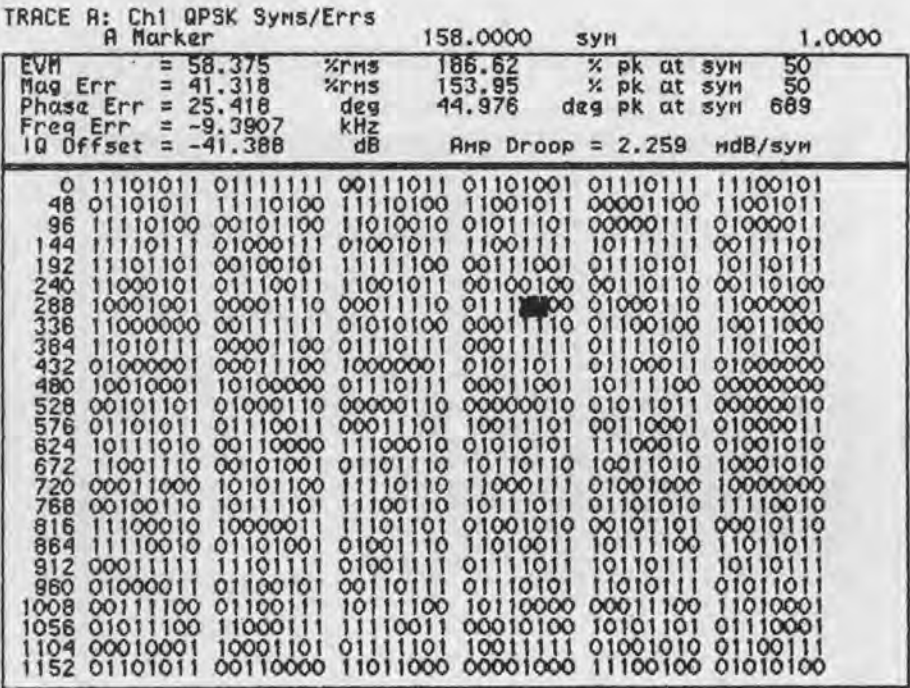 TRACE A: Ch1 QPSK Syms/Errs
A Marker 158.0000 sym 1.0000
EVM = 58.375 %rms 186.62 % pk at sym 50
Mag Err = 41.318 %rms 153.95 % pk at sym 50
Phase Err = 25.418 deg 44.976 deg pk at sym 689
Freq Err = -9.3907 kHz
IQ Offset = -41.388 dB Amp Droop = 2.259 mdB/sym
0 11101011 01111111 00111011 01101001 01110111 11100101
48 01101011 11110100 11110100 11001011 00001100 11001011
96 11110100 00101100 11010010 01011101 00000111 01000011
144 11110111 01000111 01001011 11001111 10111111 00111101
192 11101101 00100101 11111100 00111001 01110101 10110111
240 11000101 01110011 11001011 00100100 00110110 00110100
288 10001001 00001110 00011110 0111 00 01000110 11000001
336 11000000 00111111 01010100 00011110 01100100 10011000
384 11010111 00001100 01110101 00011111 01111010 11011001
432 01000001 00011100 10000001 01011011 01100011 01000000
480 10010001 10100000 01110111 00011001 10111100 00000000
528 00101101 01000110 00000110 00000010 01011011 00000010
576 01101011 01110011 00011101 10011101 00110001 01000011
624 10111010 00110000 11100010 01010101 11100010 01001010
672 11001110 00101001 01101110 10110110 10011010 10001010
720 00011000 10101100 11110110 11000111 01001000 10000000
768 00100110 10111101 11100110 10111011 01101010 11110010
816 11100010 10000011 11101101 01001010 00101101 00010110
864 11110010 01101001 01001110 11010011 10111100 11011011
912 00011111 11101111 01001111 01101011 10110111 10110111
960 01000011 01100101 00110111 01010101 11010111 01011011
1008 00111100 01100111 10111100 10110000 00011100 11010001
1056 01011100 11000111 11110011 00010100 10101101 01110001
1104 00010001 10001101 01011101 10011111 01001010 01100111
1152 01101011 00110000 11011000 00001000 11100100 01010100